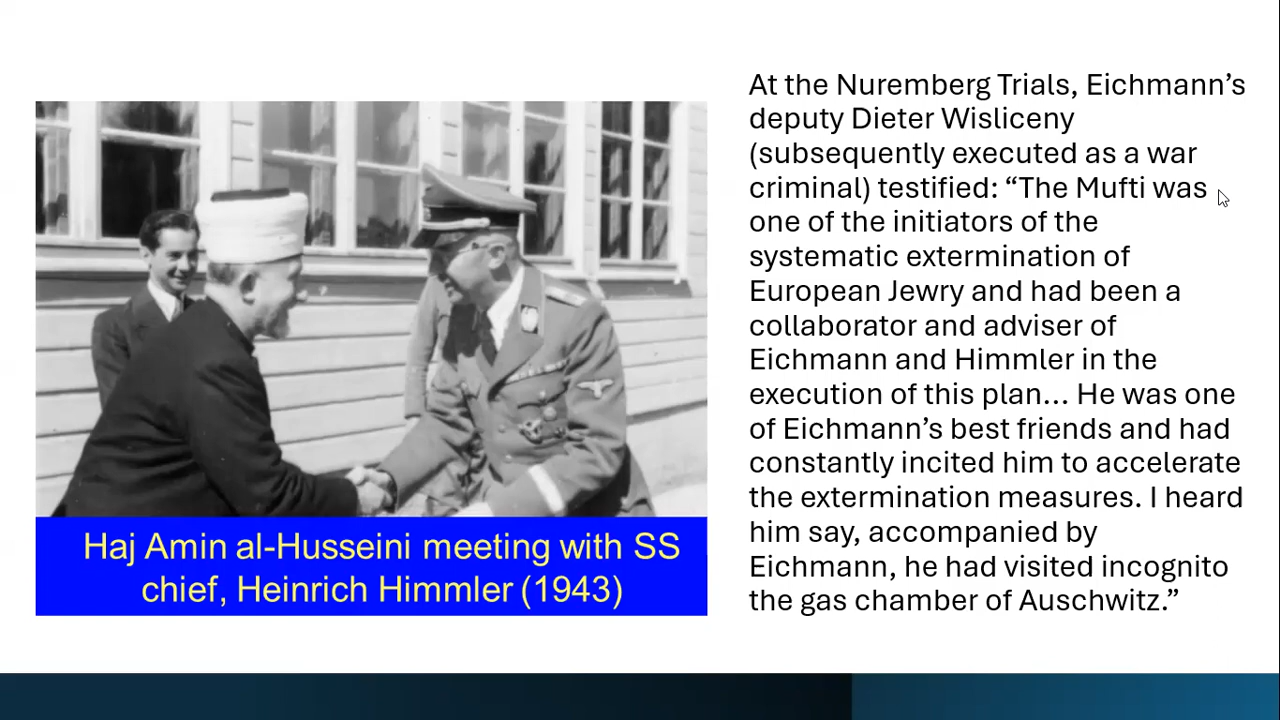 Haj Amin al-Husseini meeting with SS
chief, Heinrich Himmler (1943)
At the Nuremberg Trials, Eichmann’s
deputy Dieter Wisliceny
(subsequently executed as a war
criminal) testified: “The Mufti was
one of the initiators of the
systematic extermination of
European Jewry and had been a
collaborator and adviser of
Eichmann and Himmler in the
execution of this plan... He was one
of Eichmann’s best friends and had
constantly incited him to accelerate
the extermination measures. I heard
him say, accompanied by
Eichmann, he had visited incognito
the gas chamber of Auschwitz.”